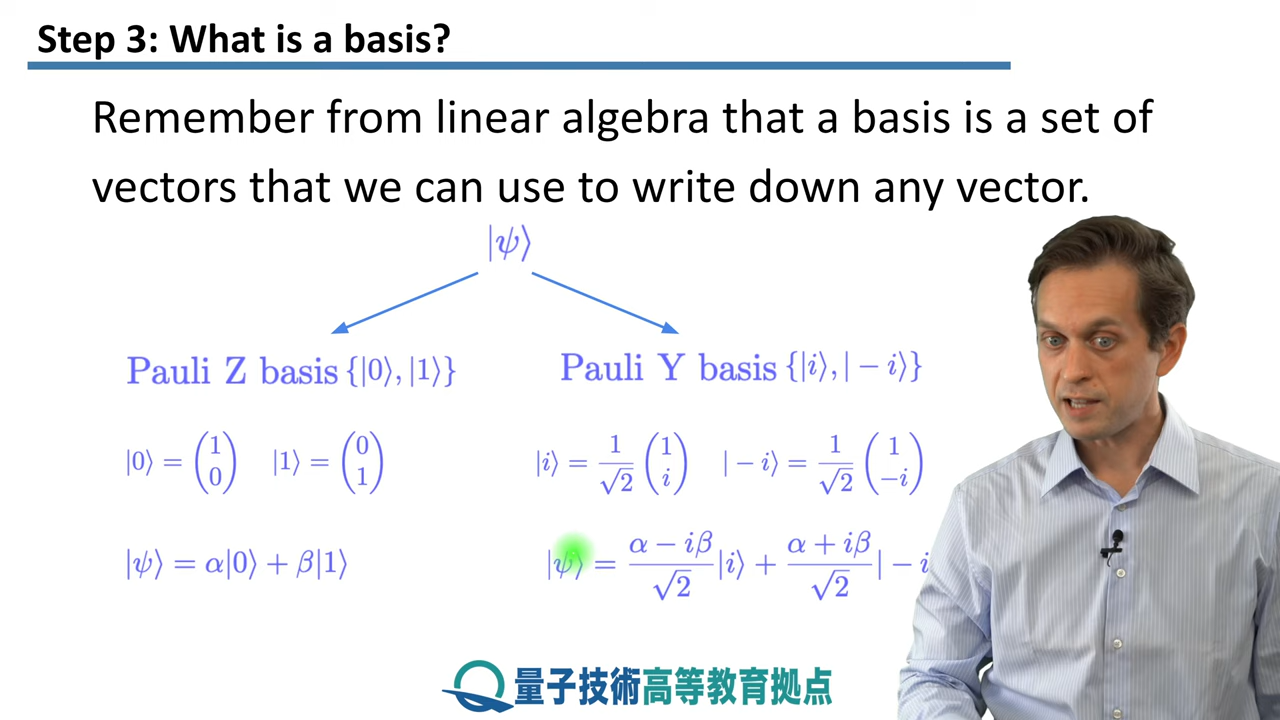 Step 3: What is a basis?
Remember from linear algebra that a basis is a set of
vectors that we can use to write down any vector.
|ψ⟩
Pauli Z basis {|0⟩, |1⟩}
Pauli Y basis {|i⟩, | − i⟩}
|0⟩ = (1 0) |1⟩ = (0 1)
|i⟩ = 1/√2 (1 i) | − i⟩ = 1/√2 (1 −i)
|ψ⟩ = α|0⟩ + β|1⟩
|ψ⟩ = α − iβ/√2 |i⟩ + α + iβ/√2 | − i
量子技術高等教育拠点